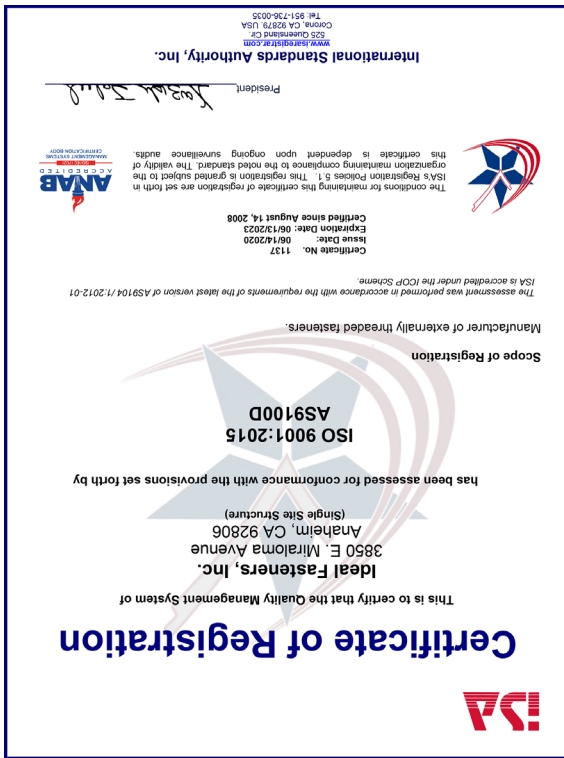 ISA
Certificate of Registration
This is to certify that the Quality Management System of
Ideal Fasteners, Inc.
3850 E. Miraloma Avenue
Anaheim, CA 92806
(Single Site Structure)
has been assessed for conformance with the provisions set forth by
ISO 9001:2015
AS9100D
Scope of Registration
Manufacturer of externally threaded fasteners.
The assessment was performed in accordance with the requirements of the latest version of AS9104 /1:2012-01
ISA is accredited under the ICOP Scheme.
Certificate No. 1137
Issue Date: 06/14/2020
Expiration Date: 06/13/2023
Certified since August 14, 2008
The conditions for maintaining this certificate of registration are set forth in
ISA's Registration Policies 5.1. This registration is granted subject to the
organization maintaining compliance to the noted standard. The validity of
this certificate is dependent upon ongoing surveillance audits.
ANAB
ACCREDITED
ISO/IEC 17021
MANAGEMENT SYSTEMS
CERTIFICATION BODY
President
International Standards Authority, Inc.
www.isaregistrar.com
525 Queensland Cir.
Corona, CA 92879. USA
Tel: 951-736-0035